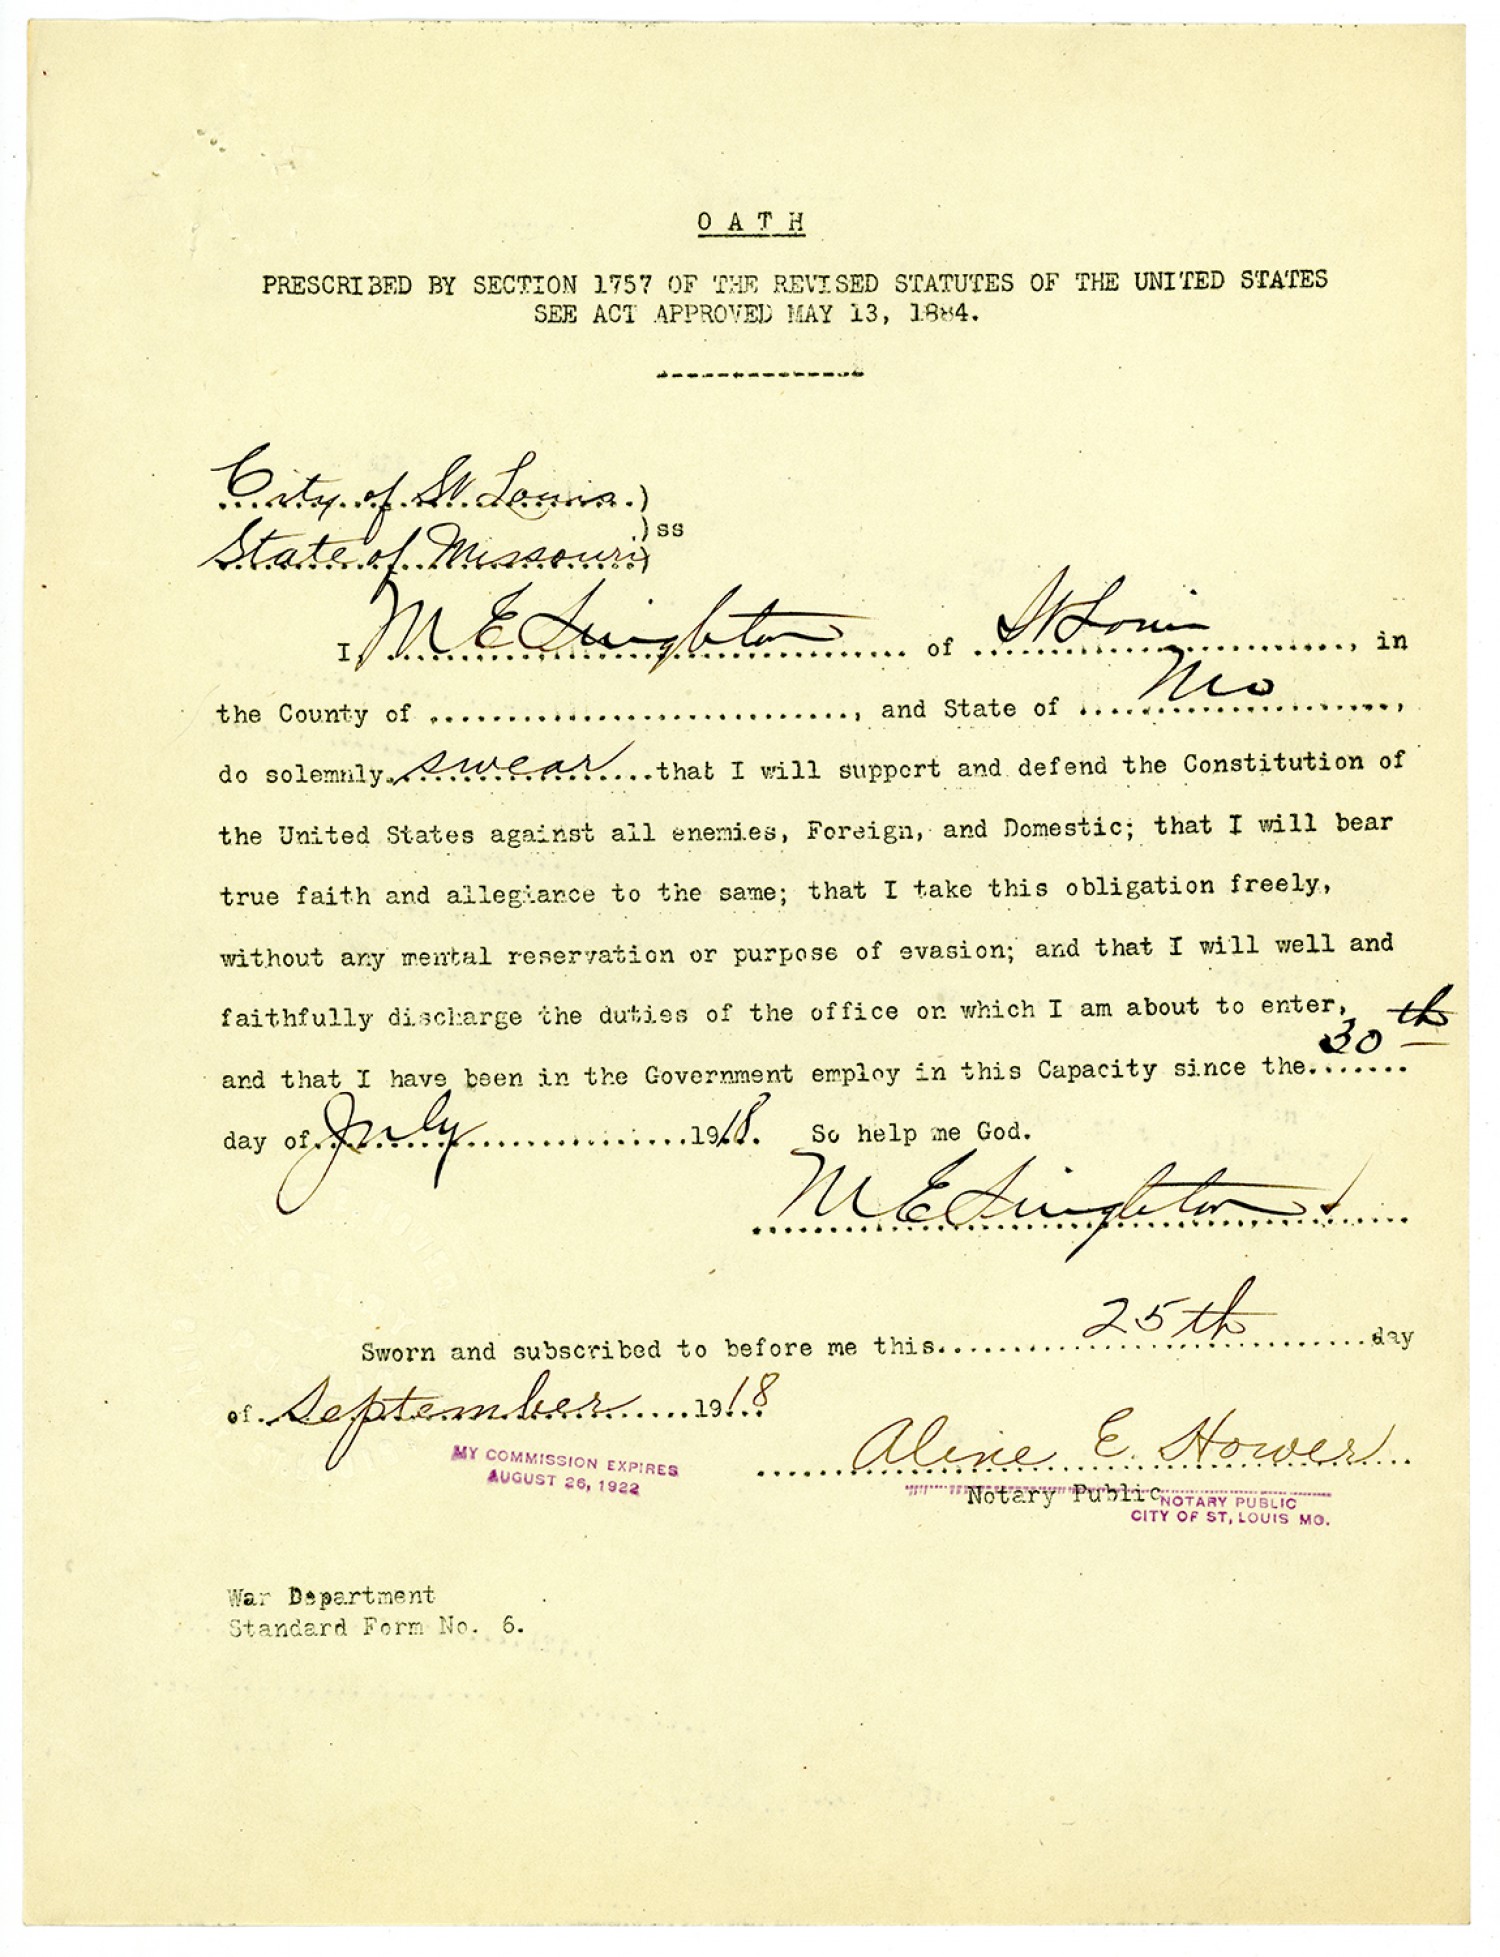 OATH
PRESCRIBED BY SECTION 1757 OF THE REVISED STATUTES OF THE UNITED STATES
SEE ACT APPROVED MAY 13, 1884.
---------------
City of St Louis )
)ss
State of Missouri )
I, M E Singleton of St Louis, in
the County of ............................, and State of Mo,
do solemnly swear that I will support and defend the Constitution of
the United States against all enemies, Foreign, and Domestic; that I will bear
true faith and allegiance to the same; that I take this obligation freely,
without any mental reservation or purpose of evasion; and that I will well and
faithfully discharge the duties of the office on which I am about to enter,
and that I have been in the Government employ in this Capacity since the 30th
day of July 1918. So help me God.
M E Singleton
Sworn and subscribed to before me this 25th day
of September 1918
Aline E. Hower
MY COMMISSION EXPIRES
AUGUST 26, 1922
Notary Public
NOTARY PUBLIC
CITY OF ST, LOUIS MO.
War Department
Standard Form No. 6.